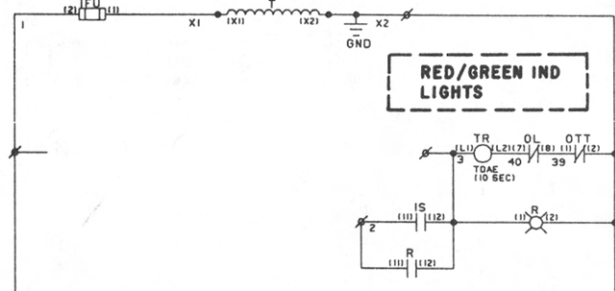 FU
(2) (1)
T
1 X1 (X1) (X2) X2
GND
RED/GREEN IND
LIGHTS
TR OL OTT
(L1) (L2)(7) (8) (1) (2)
3 40 39
TDAE
(10 SEC)
IS R
(11) (12) (1) (2)
2
R
(11) (12)